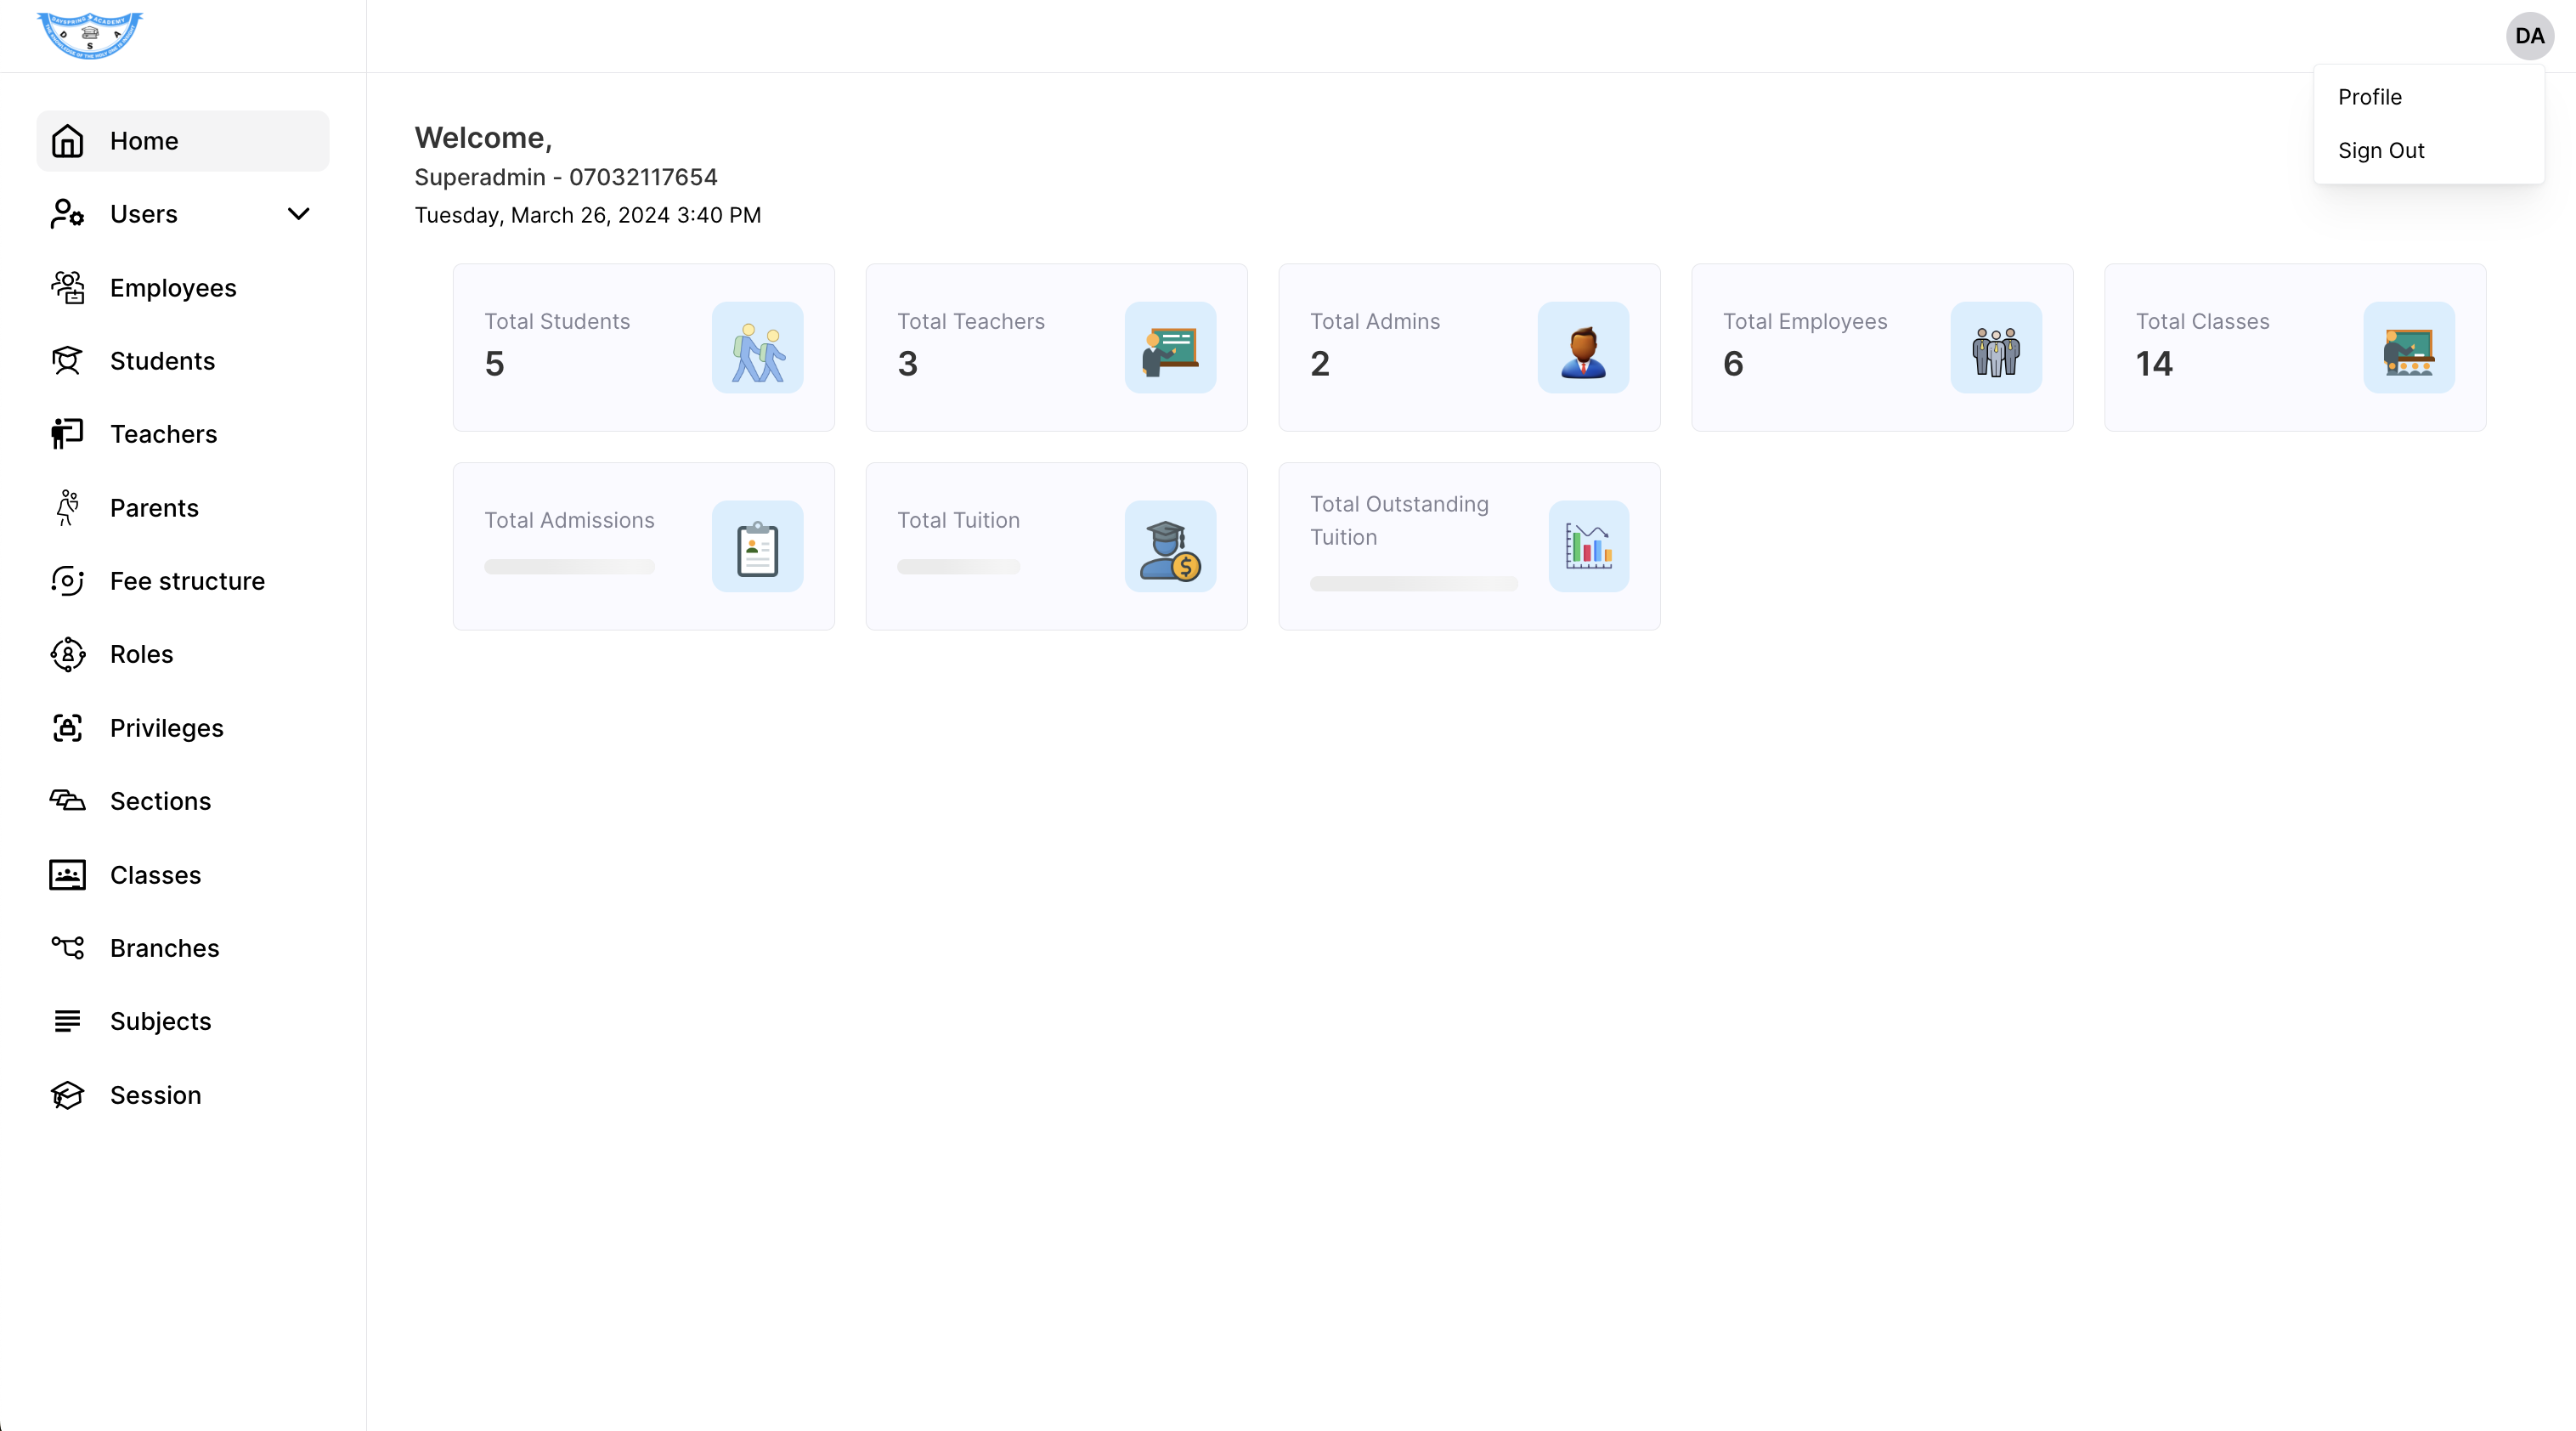 DAYSPRING ACADEMY
D
A
S
DA
Profile
Sign Out
Home
Users
Employees
Students
Teachers
Parents
Fee structure
Roles
Privileges
Sections
Classes
Branches
Subjects
Session
Welcome,
Superadmin - 07032117654
Tuesday, March 26, 2024 3:40 PM
Total Students
5
Total Teachers
3
Total Admins
2
Total Employees
6
Total Classes
14
Total Admissions
Total Tuition
Total Outstanding
Tuition